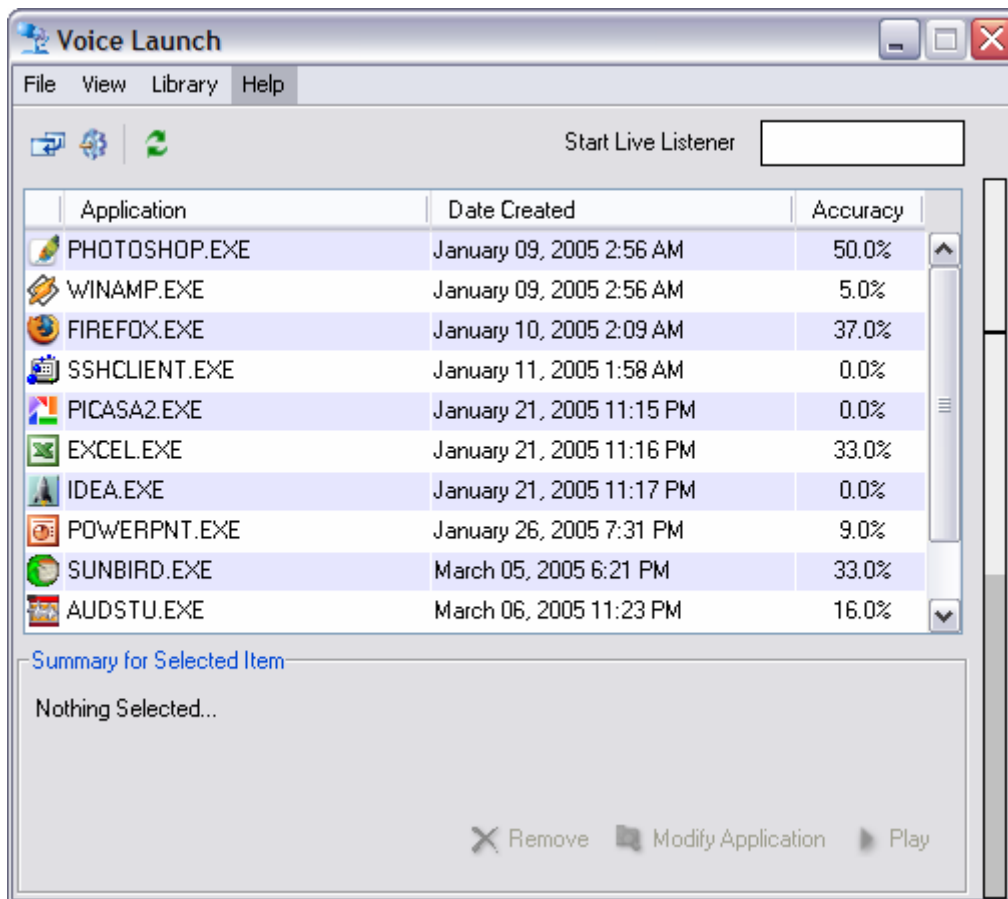 Voice Launch
File View Library Help
Start Live Listener
Application Date Created Accuracy
PHOTOSHOP.EXE January 09, 2005 2:56 AM 50.0%
WINAMP.EXE January 09, 2005 2:56 AM 5.0%
FIREFOX.EXE January 10, 2005 2:09 AM 37.0%
SSHCLIENT.EXE January 11, 2005 1:58 AM 0.0%
PICASA2.EXE January 21, 2005 11:15 PM 0.0%
EXCEL.EXE January 21, 2005 11:16 PM 33.0%
IDEA.EXE January 21, 2005 11:17 PM 0.0%
POWERPNT.EXE January 26, 2005 7:31 PM 9.0%
SUNBIRD.EXE March 05, 2005 6:21 PM 33.0%
AUDSTU.EXE March 06, 2005 11:23 PM 16.0%
Summary for Selected Item
Nothing Selected...
Remove Modify Application Play